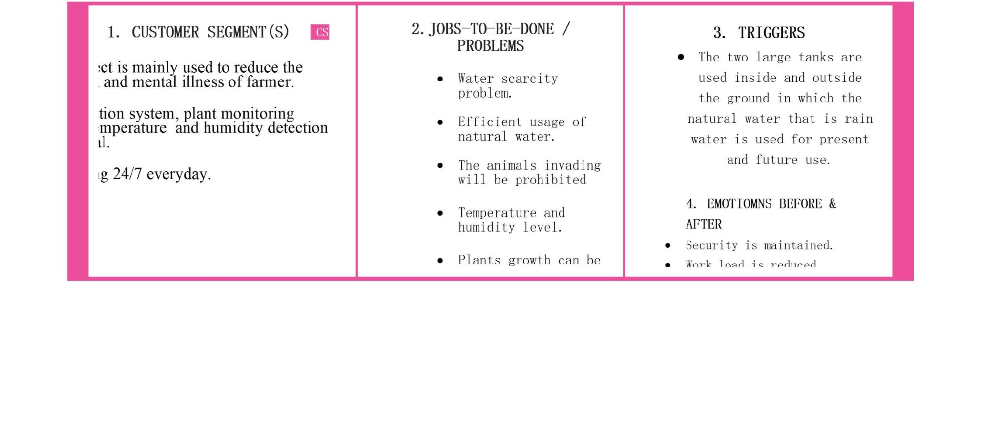 1. CUSTOMER SEGMENT(S) CS
is mainly used to reduce the
and mental illness of farmer.
tion system, plant monitoring
mperature and humidity detection
24/7 everyday.
2. JOBS-TO-BE-DONE /
PROBLEMS
• Water scarcity
problem.
• Efficient usage of
natural water.
• The animals invading
will be prohibited
• Temperature and
humidity level.
• Plants growth can be
3. TRIGGERS
• The two large tanks are
used inside and outside
the ground in which the
natural water that is rain
water is used for present
and future use.
4. EMOTIOMNS BEFORE &
AFTER
• Security is maintained.
• Work load is reduced